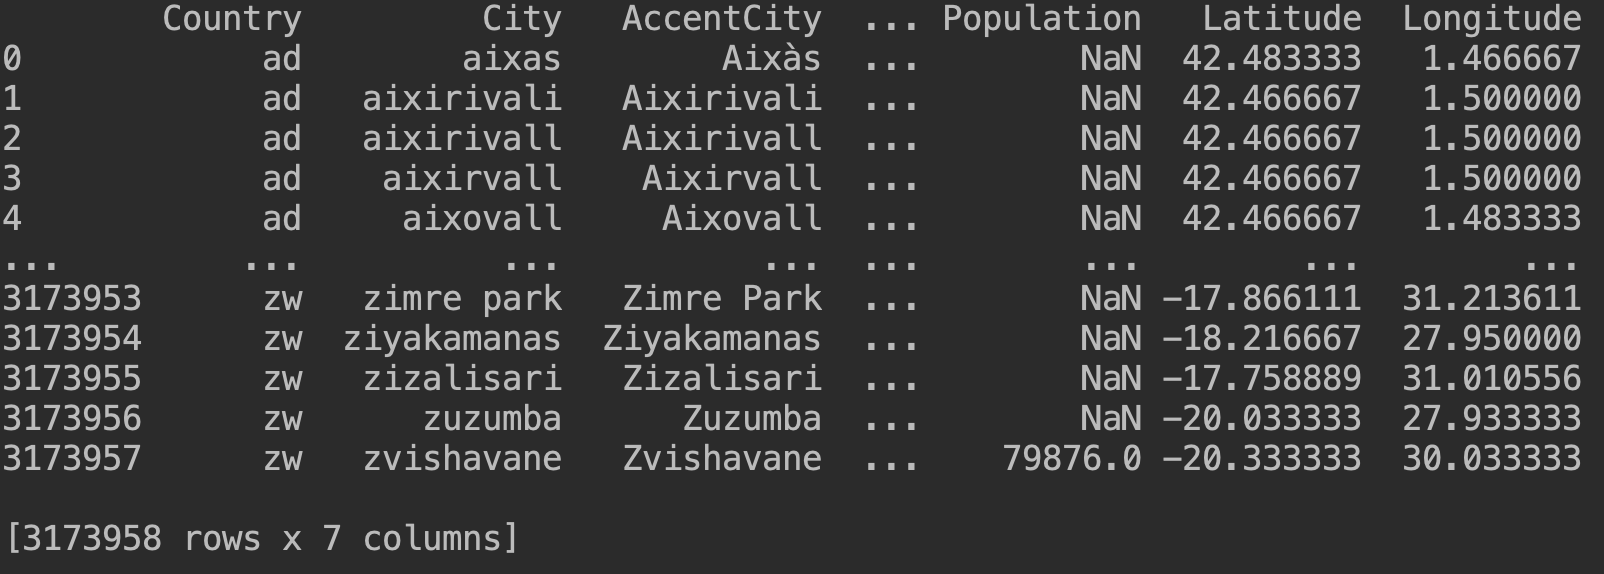 Country City AccentCity ... Population Latitude Longitude
0 ad aixas Aixàs ... NaN 42.483333 1.466667
1 ad aixirivali Aixirivali ... NaN 42.466667 1.500000
2 ad aixirivall Aixirivall ... NaN 42.466667 1.500000
3 ad aixirvall Aixirvall ... NaN 42.466667 1.500000
4 ad aixovall Aixovall ... NaN 42.466667 1.483333
... ... ... ... ... ... ... ...
3173953 zw zimre park Zimre Park ... NaN -17.866111 31.213611
3173954 zw ziyakamanas Ziyakamanas ... NaN -18.216667 27.950000
3173955 zw zizalisari Zizalisari ... NaN -17.758889 31.010556
3173956 zw zuzumba Zuzumba ... NaN -20.033333 27.933333
3173957 zw zvishavane Zvishavane ... 79876.0 -20.333333 30.033333
[3173958 rows x 7 columns]